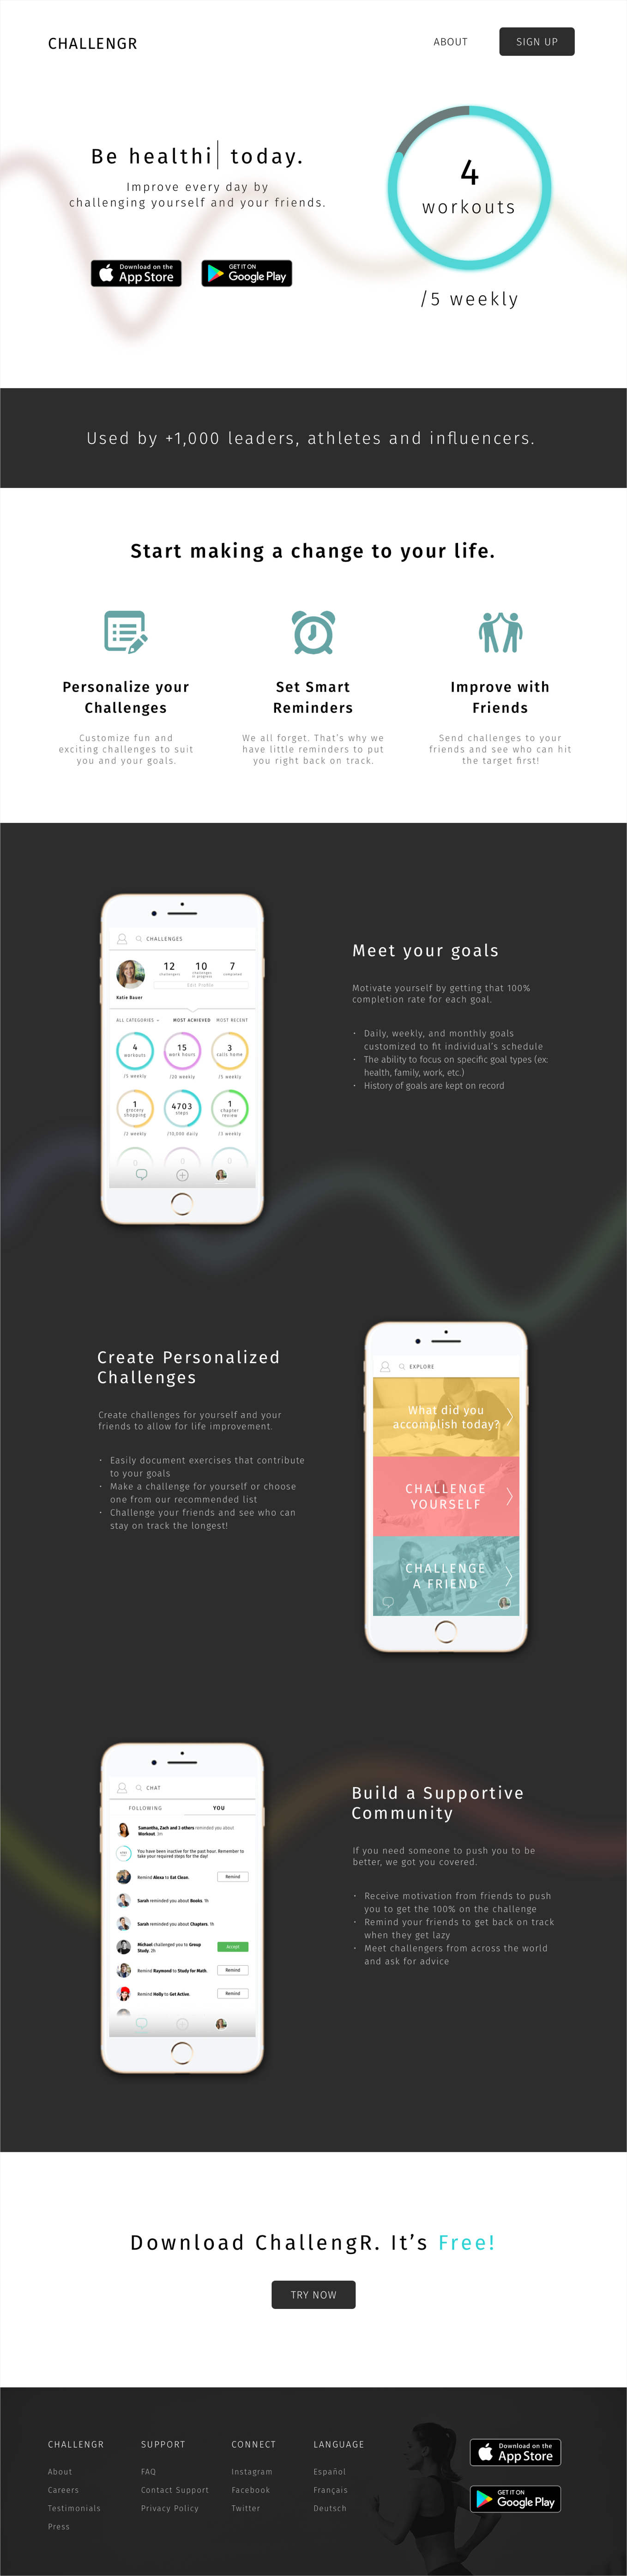 CHALLENGR
ABOUT
SIGN UP
Be healthi| today.
Improve every day by
challenging yourself and your friends.
Download on the
App Store
GET IT ON
Google Play
4
workouts
/5 weekly
Used by +1,000 leaders, athletes and influencers.
Start making a change to your life.
Personalize your
Challenges
Customize fun and
exciting challenges to suit
you and your goals.
Set Smart
Reminders
We all forget. That's why we
have little reminders to put
you right back on track.
Improve with
Friends
Send challenges to your
friends and see who can hit
the target first!
CHALLENGES
12
challengers
10
challenges
in progress
7
completed
Edit Profile
Katie Bauer
ALL CATEGORIES
MOST ACHIEVED
MOST RECENT
4
workouts
/5 weekly
15
work hours
/20 weekly
3
calls home
/5 weekly
1
grocery
shopping
/2 weekly
4703
steps
/10,000 daily
1
chapter
review
/3 weekly
0
0
0
Meet your goals
Motivate yourself by getting that 100%
completion rate for each goal.
· Daily, weekly, and monthly goals
customized to fit individual's schedule
· The ability to focus on specific goal types (ex:
health, family, work, etc.)
· History of goals are kept on record
Create Personalized
Challenges
Create challenges for yourself and your
friends to allow for life improvement.
· Easily document exercises that contribute
to your goals
· Make a challenge for yourself or choose
one from our recommended list
· Challenge your friends and see who can
stay on track the longest!
EXPLORE
What did you
accomplish today?
CHALLENGE
YOURSELF
CHALLENGE
A FRIEND
CHAT
FOLLOWING
YOU
Samantha, Zach and 3 others reminded you about
Workout. 3m
You have been inactive for the past hour. Remember to
take your required steps for the day!
Remind Alexa to Eat Clean.
Remind
Sarah reminded you about Books. 1h
Sarah reminded you about Chapters. 1h
Michael challenged you to Group
Study. 2h
Accept
Remind Raymond to Study for Math.
Remind
Remind Holly to Get Active.
Remind
Build a Supportive
Community
If you need someone to push you to be
better, we got you covered.
· Receive motivation from friends to push
you to get the 100% on the challenge
· Remind your friends to get back on track
when they get lazy
· Meet challengers from across the world
and ask for advice
Download ChallengR. It's Free!
TRY NOW
CHALLENGR
About
Careers
Testimonials
Press
SUPPORT
FAQ
Contact Support
Privacy Policy
CONNECT
Instagram
Facebook
Twitter
LANGUAGE
Español
Français
Deutsch
Download on the
App Store
GET IT ON
Google Play